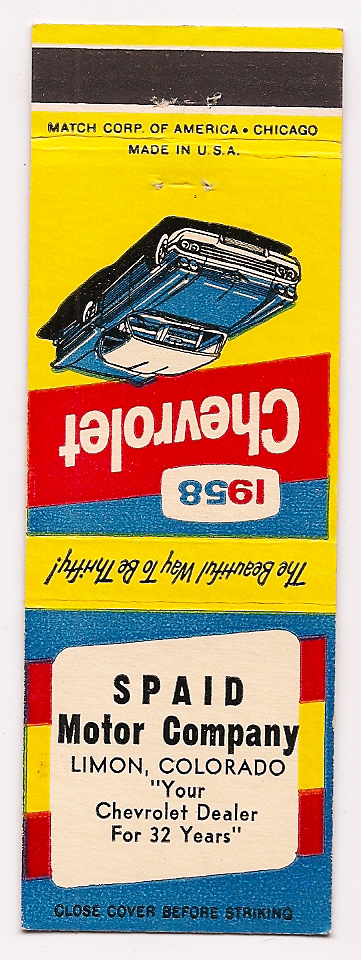 MATCH CORP. OF AMERICA • CHICAGO
MADE IN U.S.A.
1958
Chevrolet
The Beautiful Way To Be Thrifty!
SPAID
Motor Company
LIMON, COLORADO
"Your
Chevrolet Dealer
For 32 Years"
CLOSE COVER BEFORE STRIKING